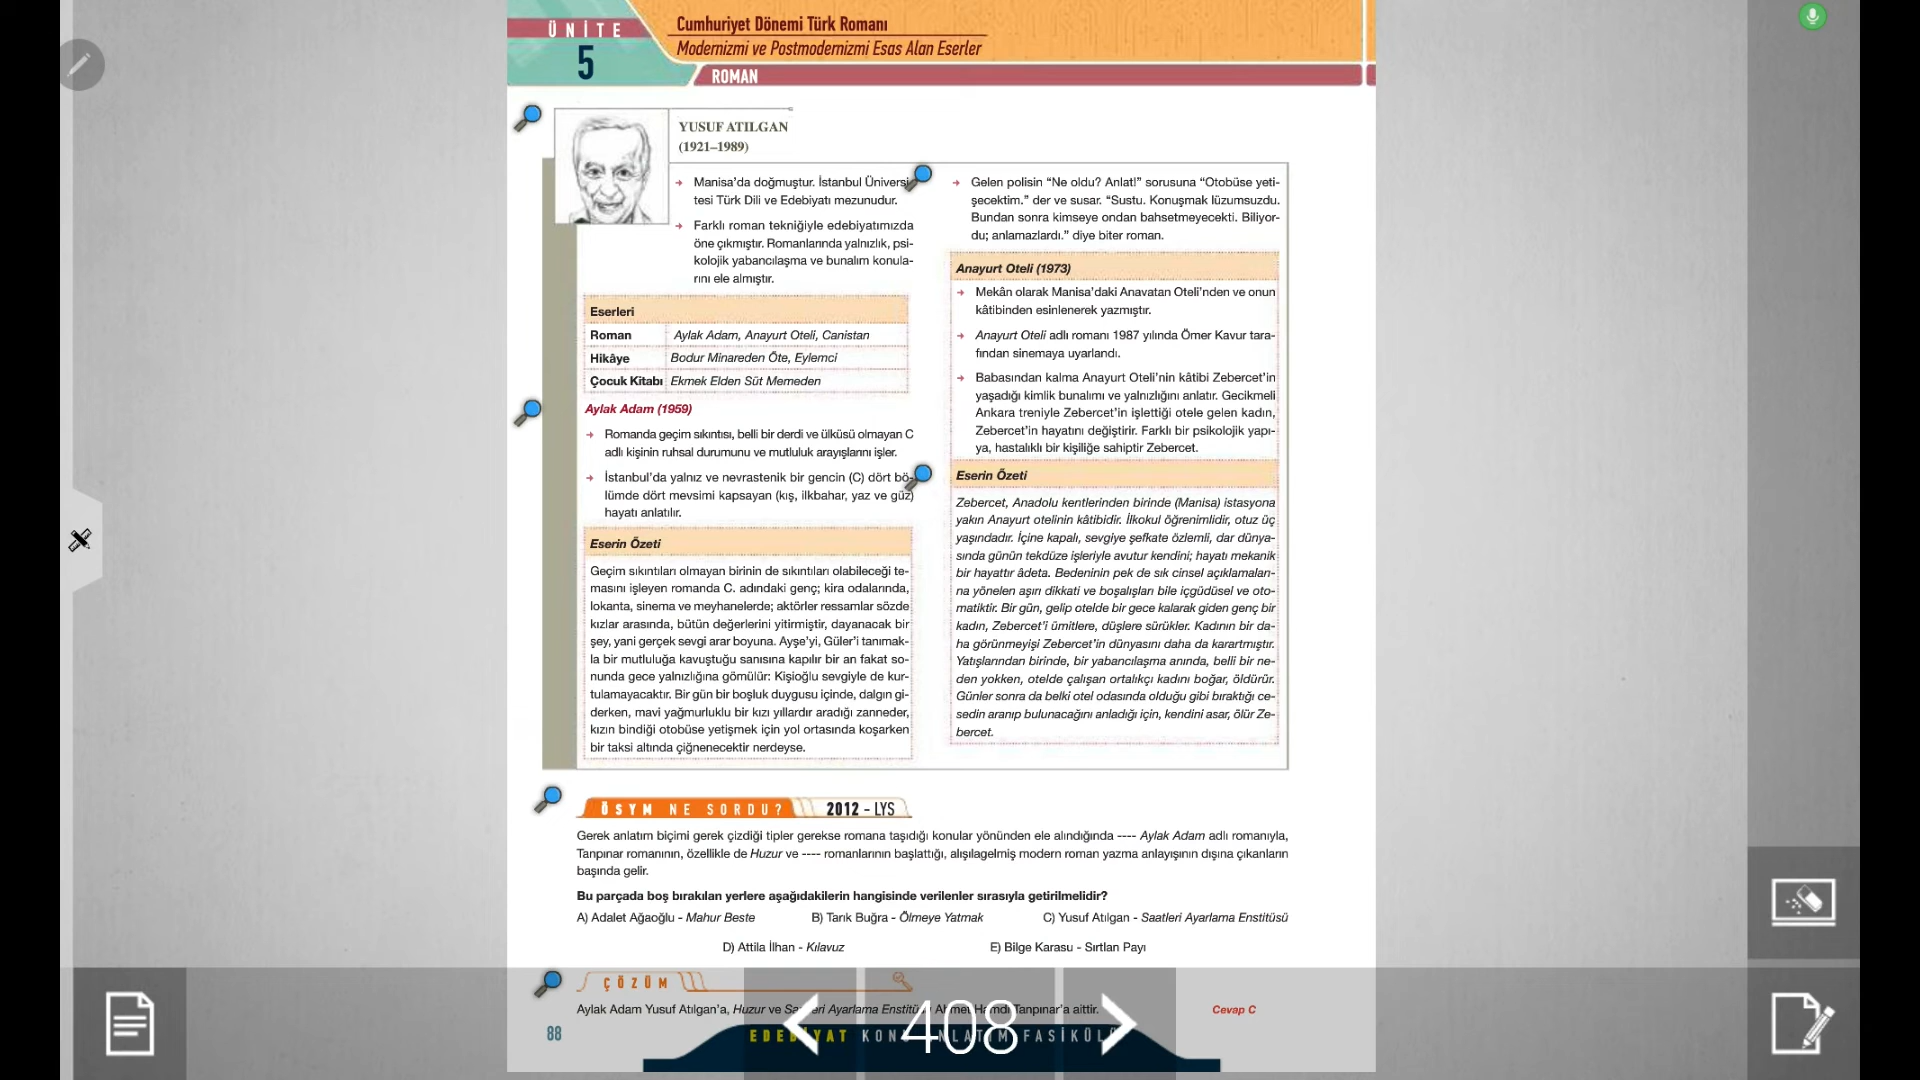 ÜNİTE
5
Cumhuriyet Dönemi Türk Romanı
Modernizmi ve Postmodernizmi Esas Alan Eserler
ROMAN
YUSUF ATILGAN
(1921–1989)
Manisa’da doğmuştur. İstanbul Üniversi-
tesi Türk Dili ve Edebiyatı mezunudur.
Farklı roman tekniğiyle edebiyatımızda
öne çıkmıştır. Romanlarında yalnızlık, psi-
kolojik yabancılaşma ve bunalım konula-
rını ele almıştır.
Eserleri
Roman Aylak Adam, Anayurt Oteli, Canistan
Hikâye Bodur Minareden Öte, Eylemci
Çocuk Kitabı Ekmek Elden Süt Memeden
Aylak Adam (1959)
Romanda geçim sıkıntısı, belli bir derdi ve ülküsü olmayan C
adlı kişinin ruhsal durumunu ve mutluluk arayışlarını işler.
İstanbul’da yalnız ve nevrastenik bir gencin (C) dört bö-
lümde dört mevsimi kapsayan (kış, ilkbahar, yaz ve güz)
hayatı anlatılır.
Eserin Özeti
Geçim sıkıntıları olmayan birinin de sıkıntıları olabileceği te-
masını işleyen romanda C. adındaki genç; kira odalarında,
lokanta, sinema ve meyhanelerde; aktörler ressamlar sözde
kızlar arasında, bütün değerlerini yitirmiştir, dayanacak bir
şey, yani gerçek sevgi arar boyuna. Ayşe’yi, Güler’i tanımak-
la bir mutluluğa kavuştuğu sanısına kapılır bir an fakat so-
nunda gece yalnızlığına gömülür: Kişioğlu sevgiyle de kur-
tulamayacaktır. Bir gün bir boşluk duygusu içinde, dalgın gi-
derken, mavi yağmurluklu bir kızı yıllardır aradığı zanneder,
kızın bindiği otobüse yetişmek için yol ortasında koşarken
bir taksi altında çiğnenecektir nerdeyse.
Gelen polisin “Ne oldu? Anlat!” sorusuna “Otobüse yeti-
şecektim.” der ve susar. “Sustu. Konuşmak lüzumsuzdu.
Bundan sonra kimseye ondan bahsetmeyecekti. Biliyor-
du; anlamazlardı.” diye biter roman.
Anayurt Oteli (1973)
Mekân olarak Manisa’daki Anavatan Oteli’nden ve onun
kâtibinden esinlenerek yazmıştır.
Anayurt Oteli adlı romanı 1987 yılında Ömer Kavur tara-
fından sinemaya uyarlandı.
Babasından kalma Anayurt Oteli’nin kâtibi Zebercet’in
yaşadığı kimlik bunalımı ve yalnızlığını anlatır. Gecikmeli
Ankara treniyle Zebercet’in işlettiği otele gelen kadın,
Zebercet’in hayatını değiştirir. Farklı bir psikolojik yapı-
ya, hastalıklı bir kişiliğe sahiptir Zebercet.
Eserin Özeti
Zebercet, Anadolu kentlerinden birinde (Manisa) istasyona
yakın Anayurt otelinin kâtibidir. İlkokul öğrenimlidir, otuz üç
yaşındadır. İçine kapalı, sevgiye şefkate özlemli, dar dünya-
sında günün tekdüze işleriyle avutur kendini; hayatı mekanik
bir hayattır âdeta. Bedeninin pek de sık cinsel açıklamaları-
na yönelen aşırı dikkati ve boşalışları bile içgüdüsel ve oto-
matiktir. Bir gün, gelip otelde bir gece kalarak giden genç bir
kadın, Zebercet’i ümitlere, düşlere sürükler. Kadının bir da-
ha görünmeyişi Zebercet’in dünyasını daha da karartmıştır.
Yatışlarından birinde, bir yabancılaşma anında, belli bir ne-
den yokken, otelde çalışan ortalıkçı kadını boğar, öldürür.
Günler sonra da belki otel odasında olduğu gibi bıraktığı ce-
sedin aranıp bulunacağını anladığı için, kendini asar, ölür Ze-
bercet.
ÖSYM NE SORDU? 2012 - LYS
Gerek anlatım biçimi gerek çizdiği tipler gerekse romana taşıdığı konular yönünden ele alındığında ---- Aylak Adam adlı romanıyla,
Tanpınar romanının, özellikle de Huzur ve ---- romanlarının başlattığı, alışılagelmiş modern roman yazma anlayışının dışına çıkanların
başında gelir.
Bu parçada boş bırakılan yerlere aşağıdakilerin hangisinde verilenler sırasıyla getirilmelidir?
A) Adalet Ağaoğlu - Mahur Beste B) Tarık Buğra - Ölmeye Yatmak C) Yusuf Atılgan - Saatleri Ayarlama Enstitüsü
D) Attila İlhan - Kılavuz E) Bilge Karasu - Sırtlan Payı
ÇÖZÜM
Aylak Adam Yusuf Atılgan’a, Huzur ve Saatleri Ayarlama Enstitüsü Ahmet Hamdi Tanpınar’a aittir. Cevap C
88
EDEBİYAT KONU ANLATIM FASİKÜLÜ
408